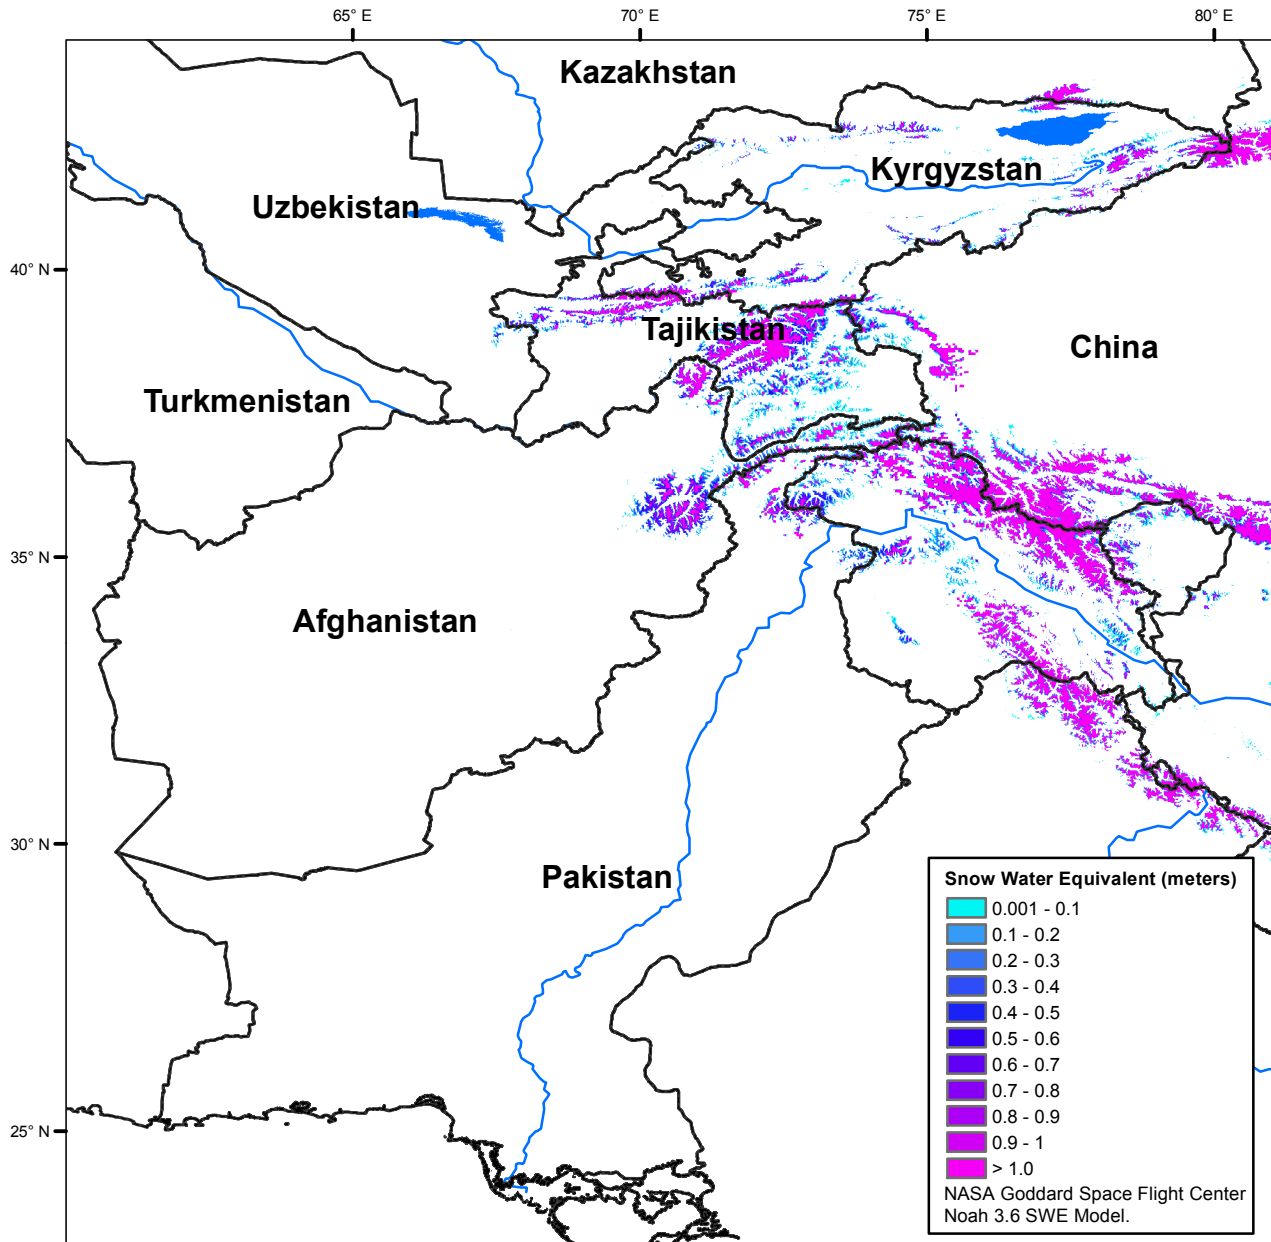 65° E
70° E
75° E
80° E
Kazakhstan
Kyrgyzstan
Uzbekistan
40° N
Tajikistan
China
Turkmenistan
35° N
Afghanistan
30° N
Pakistan
25° N
Snow Water Equivalent (meters)
0.001 - 0.1
0.1 - 0.2
0.2 - 0.3
0.3 - 0.4
0.4 - 0.5
0.5 - 0.6
0.6 - 0.7
0.7 - 0.8
0.8 - 0.9
0.9 - 1
> 1.0
NASA Goddard Space Flight Center
Noah 3.6 SWE Model.